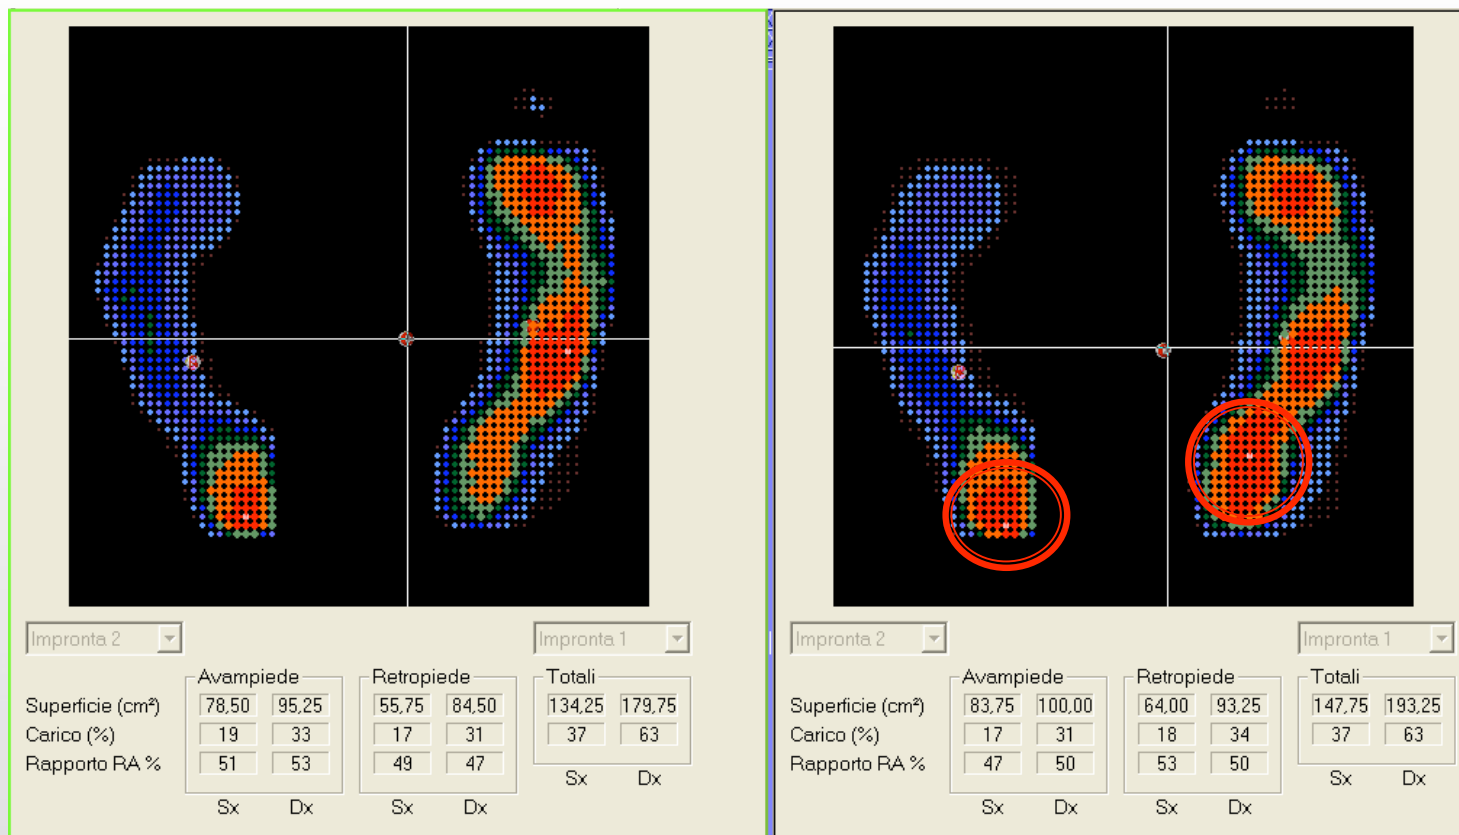 Impronta 2
Impronta 1
Avampiede
Retropiede
Totali
Superficie (cm²) 78,50 95,25 55,75 84,50 134,25 179,75
Carico (%) 19 33 17 31 37 63
Rapporto RA % 51 53 49 47
Sx Dx
Sx Dx Sx Dx
Impronta 2
Impronta 1
Avampiede
Retropiede
Totali
Superficie (cm²) 83,75 100,00 64,00 93,25 147,75 193,25
Carico (%) 17 31 18 34 37 63
Rapporto RA % 47 50 53 50
Sx Dx
Sx Dx Sx Dx